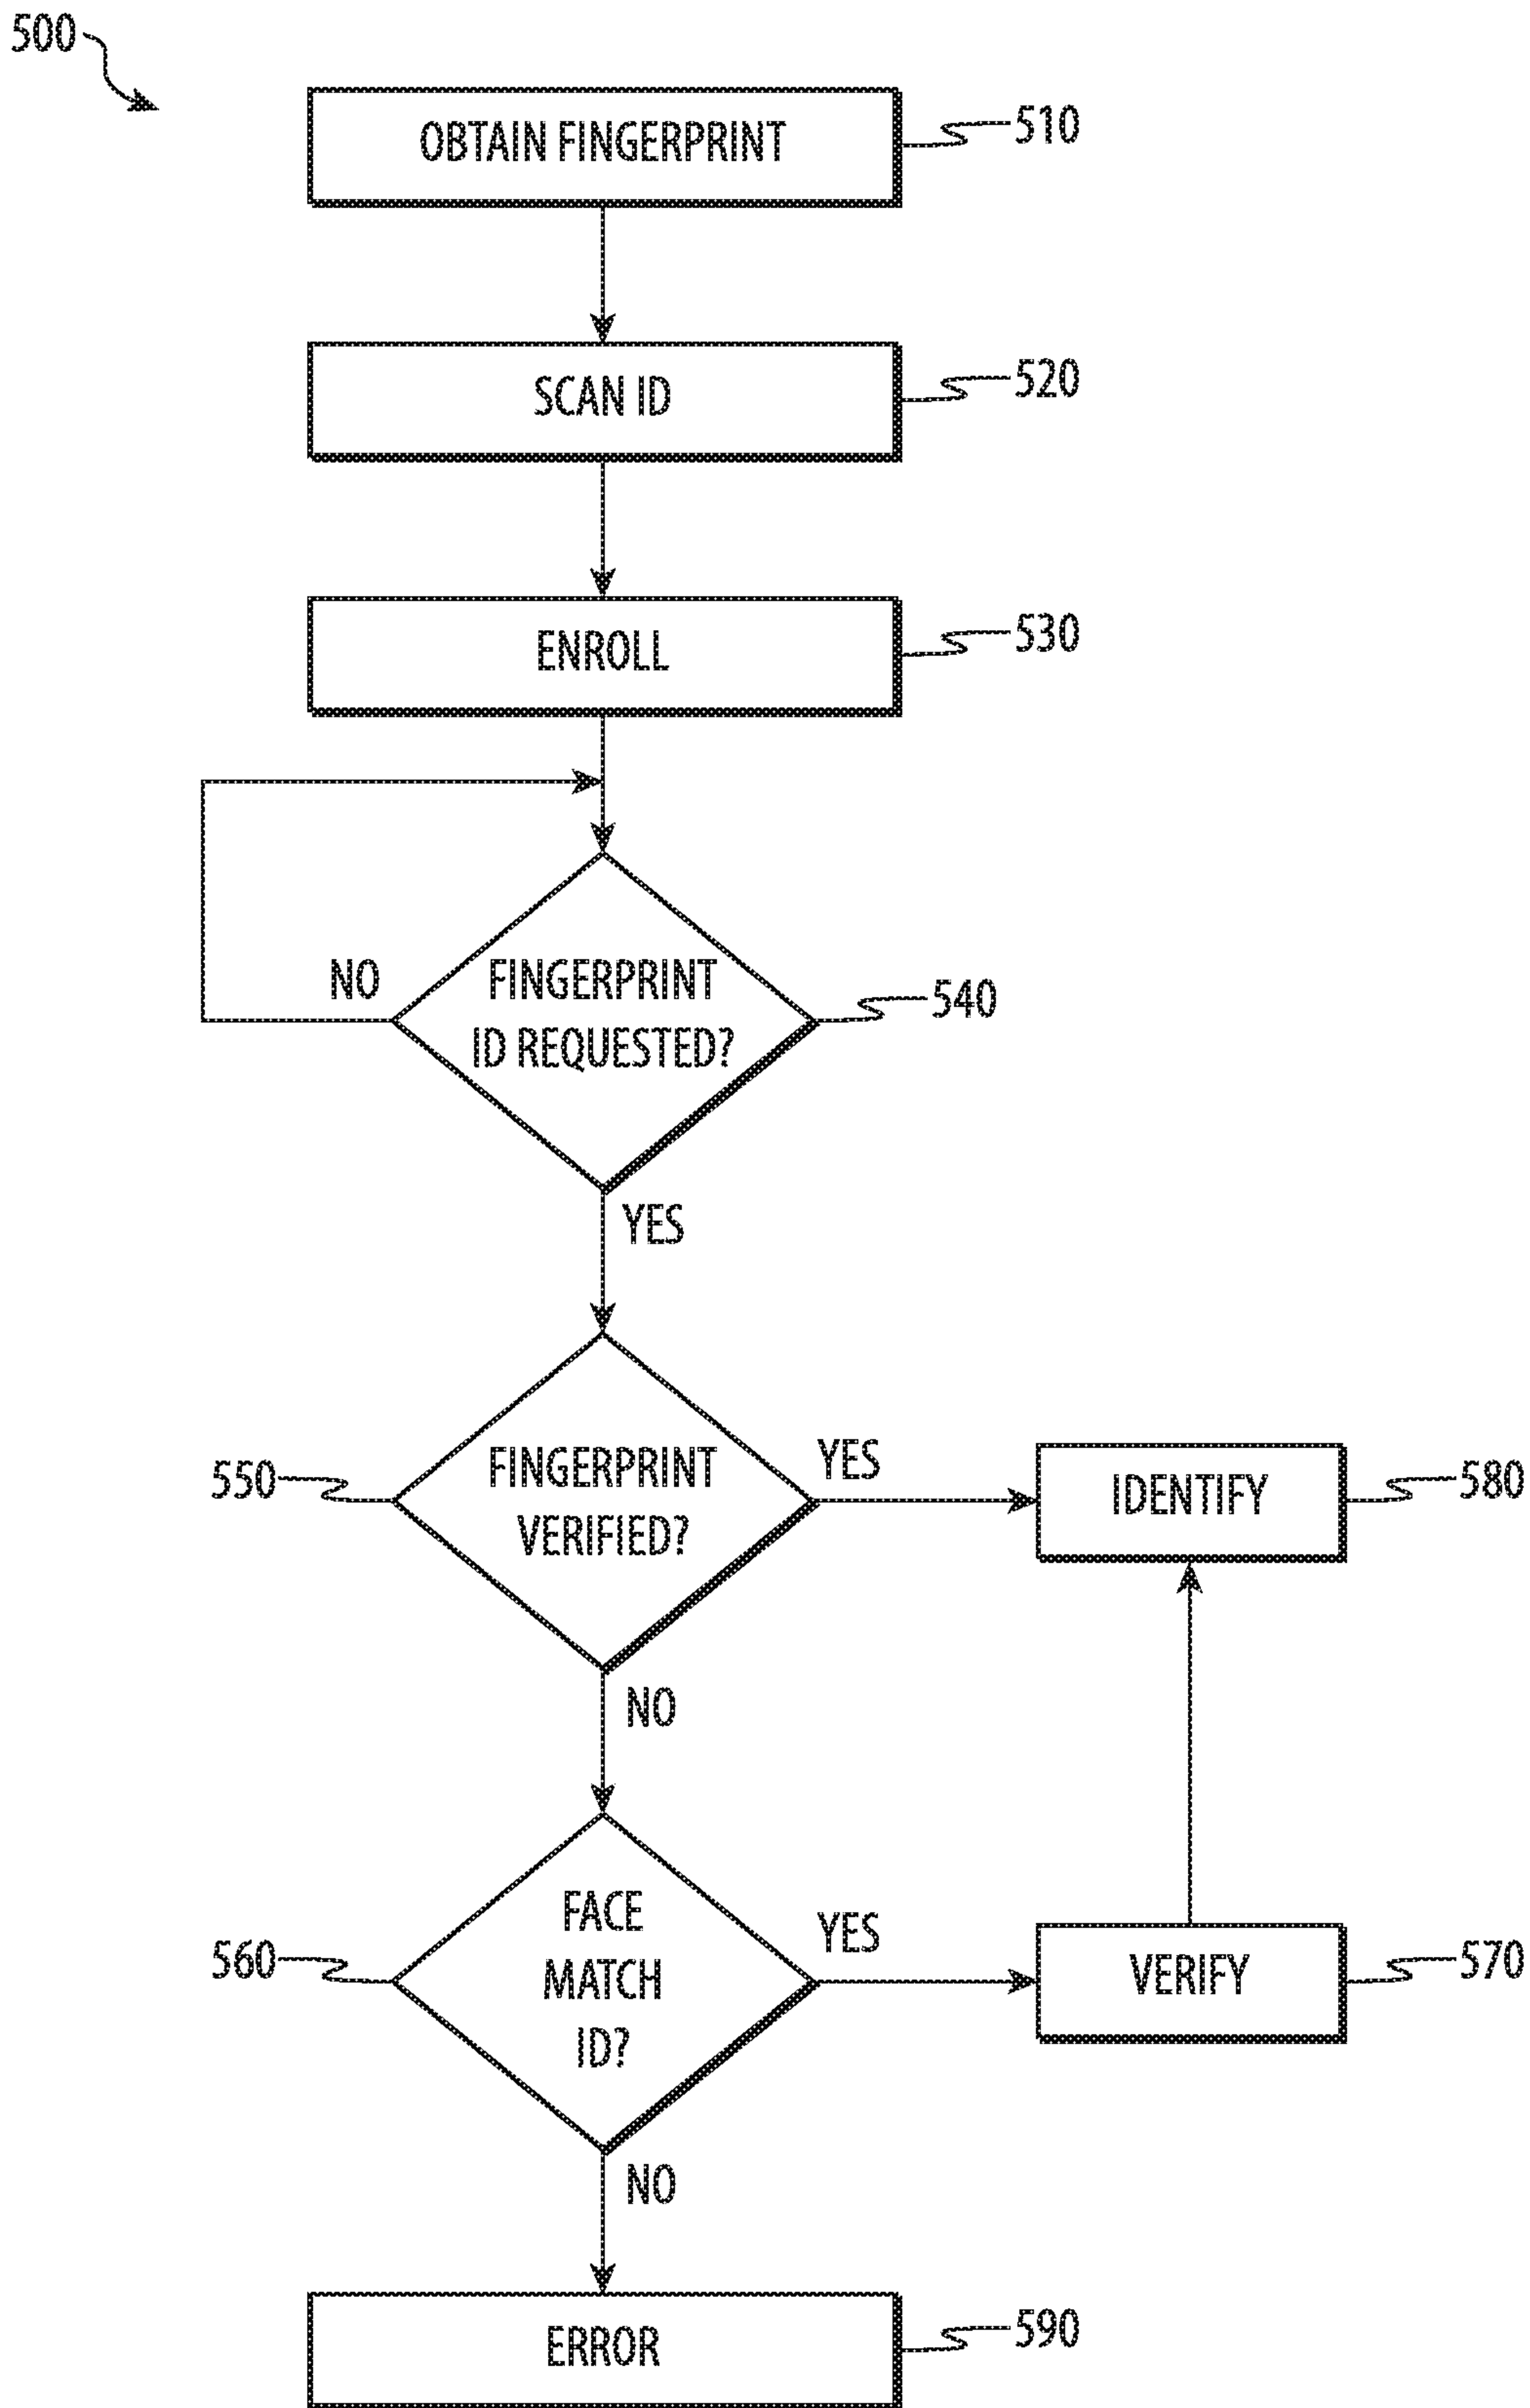 500
OBTAIN FINGERPRINT
510
SCAN ID
520
ENROLL
530
NO
FINGERPRINT
ID REQUESTED?
540
YES
550
FINGERPRINT
VERIFIED?
YES
IDENTIFY
580
NO
560
FACE
MATCH
ID?
YES
VERIFY
570
NO
ERROR
590